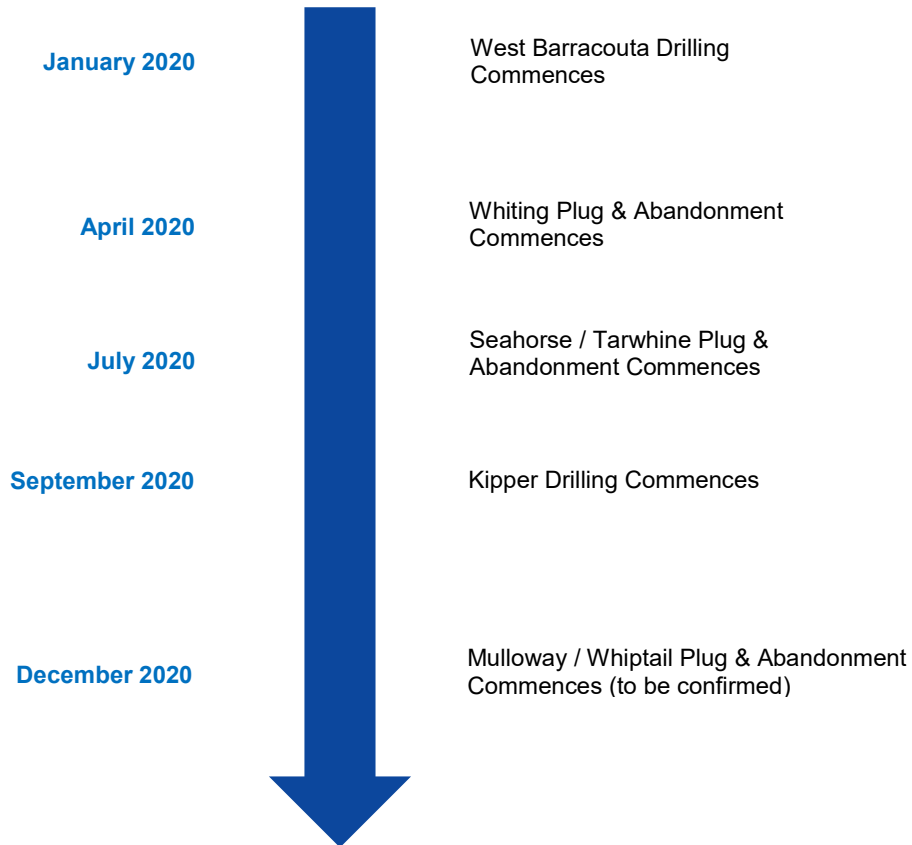 January 2020
West Barracouta Drilling
Commences
April 2020
Whiting Plug & Abandonment
Commences
July 2020
Seahorse / Tarwhine Plug &
Abandonment Commences
September 2020
Kipper Drilling Commences
December 2020
Mulloway / Whiptail Plug & Abandonment
Commences (to be confirmed)